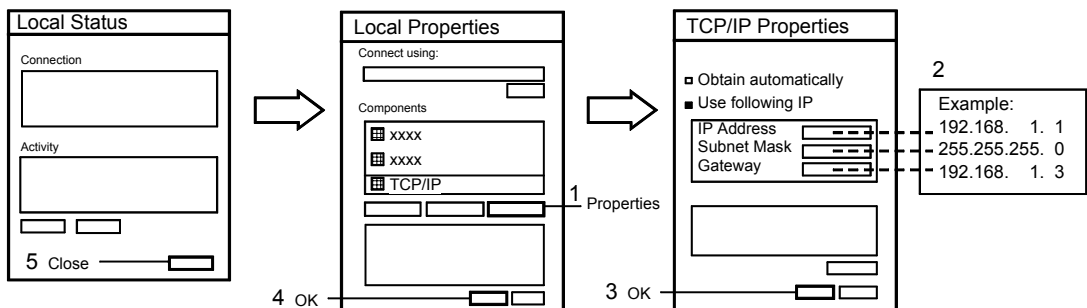 Local Status
Connection
Activity
5 Close
Local Properties
Connect using:
Components
xxxx
xxxx
TCP/IP
1 Properties
4 OK
TCP/IP Properties
Obtain automatically
Use following IP
IP Address
Subnet Mask
Gateway
3 OK
2
Example:
192.168. 1. 1
255.255.255. 0
192.168. 1. 3